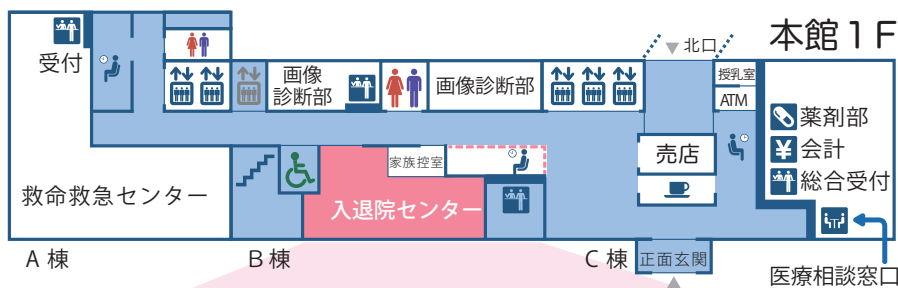 本館1F
北口
受付
画像
診断部
画像診断部
授乳室
ATM
薬剤部
¥会計
総合受付
売店
家族控室
救命救急センター
入退院センター
A棟
B棟
C棟
正面玄関
医療相談窓口